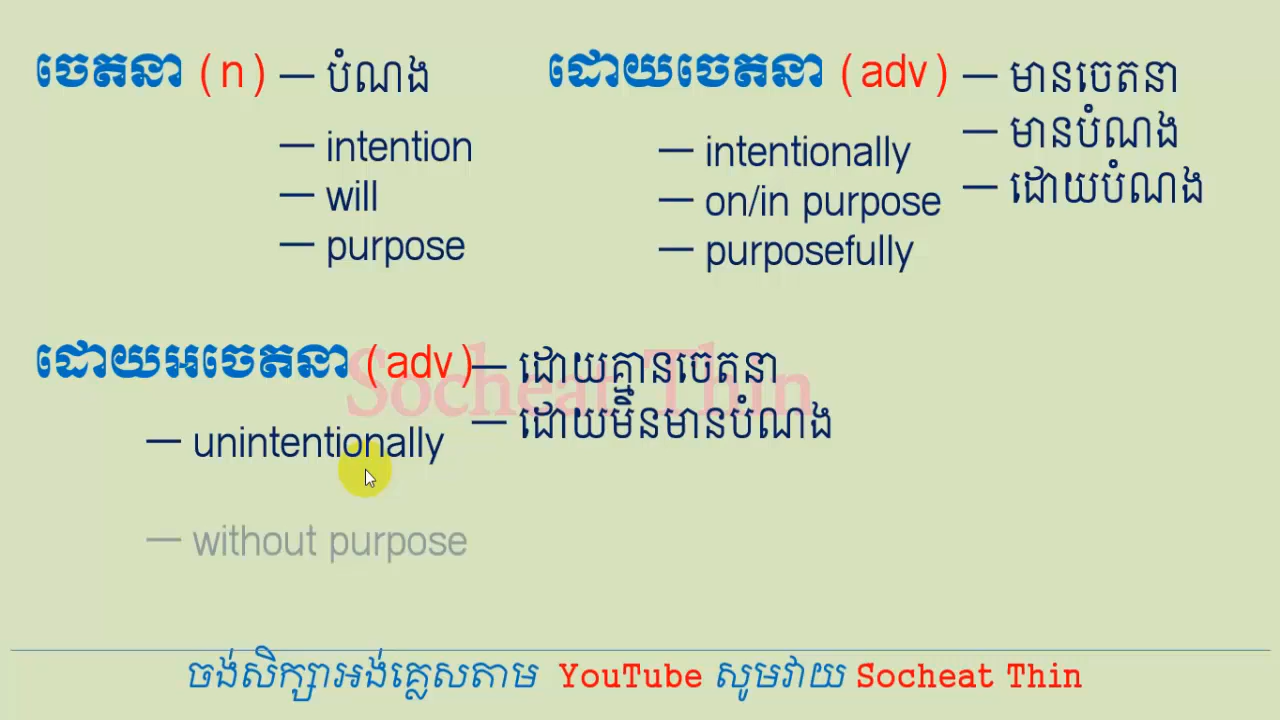 ចេតនា (n) — បំណង
— intention
— will
— purpose
ដោយចេតនា (adv) — មានចេតនា
— មានបំណង
— ដោយបំណង
— intentionally
— on/in purpose
— purposefully
ដោយអចេតនា (adv) — ដោយគ្មានចេតនា
— ដោយមិនមានបំណង
— unintentionally
— without purpose
Socheat Thin
ចង់សិក្សាអង់គ្លេសតាម YouTube សូមវាយ Socheat Thin